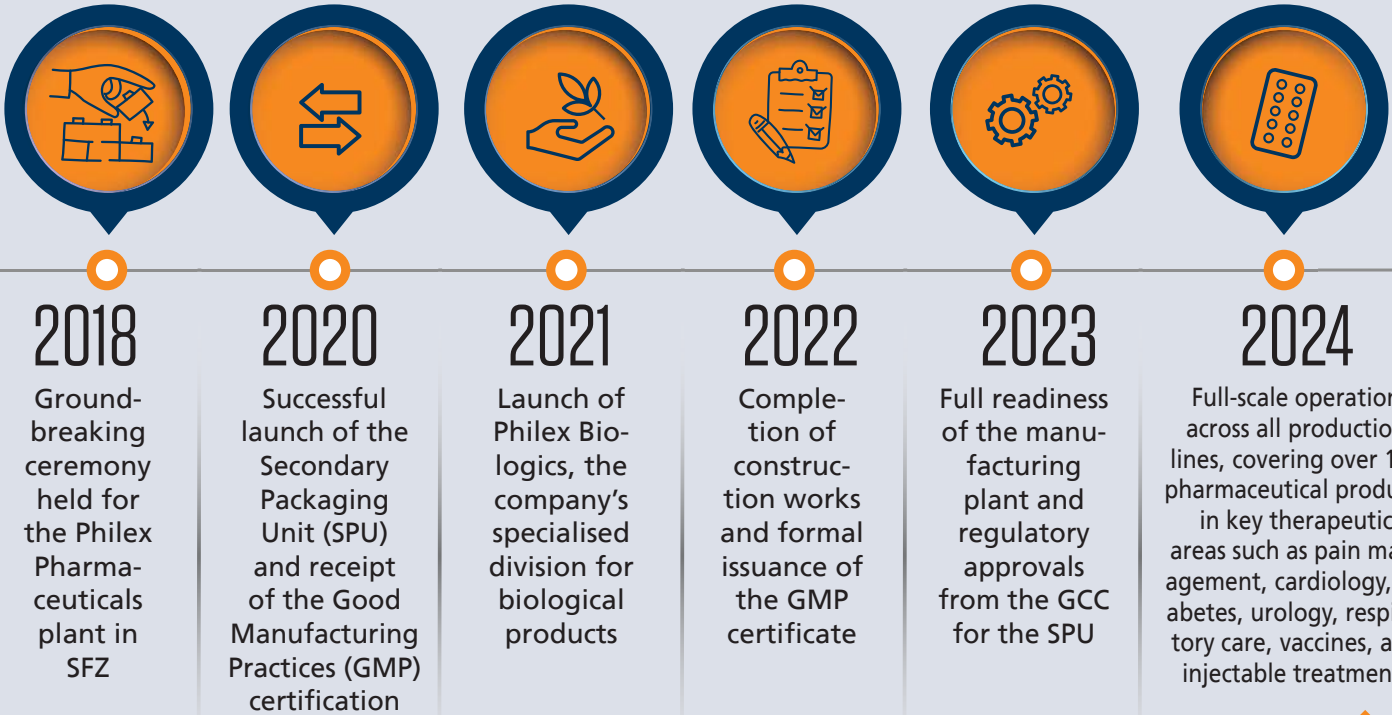 2018
Ground-
breaking
ceremony
held for
the Philex
Pharma-
ceuticals
plant in
SFZ
2020
Successful
launch of the
Secondary
Packaging
Unit (SPU)
and receipt
of the Good
Manufacturing
Practices (GMP)
certification
2021
Launch of
Philex Bio-
logics, the
company’s
specialised
division for
biological
products
2022
Comple-
tion of
construc-
tion works
and formal
issuance of
the GMP
certificate
2023
Full readiness
of the manu-
facturing
plant and
regulatory
approvals
from the GCC
for the SPU
2024
Full-scale operation
across all productio
lines, covering over 1
pharmaceutical produ
in key therapeutic
areas such as pain ma
agement, cardiology,
abetes, urology, respi
tory care, vaccines, a
injectable treatmen